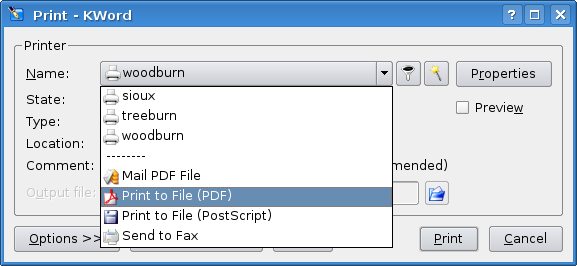 Print - KWord
Printer
Name: woodburn Properties
State: sioux
Preview
Type: treeburn
Location: woodburn
--------
Comment: Mail PDF File mended)
Output file: Print to File (PDF)
Print to File (PostScript)
Options >> Send to Fax Print Cancel